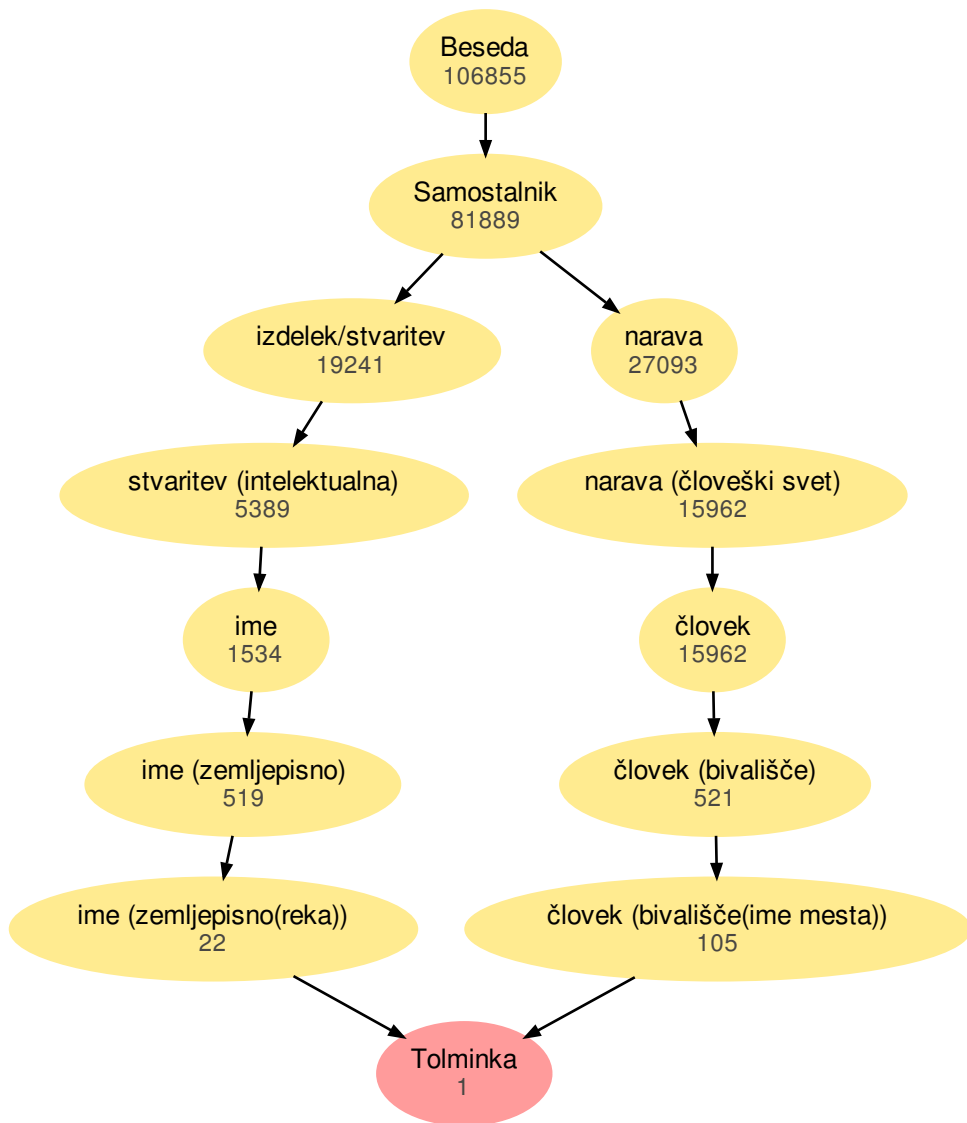 Beseda
106855
Samostalnik
81889
izdelek/stvaritev
19241
narava
27093
stvaritev (intelektualna)
5389
narava (človeški svet)
15962
ime
1534
človek
15962
ime (zemljepisno)
519
človek (bivališče)
521
ime (zemljepisno(reka))
22
človek (bivališče(ime mesta))
105
Tolminka
1